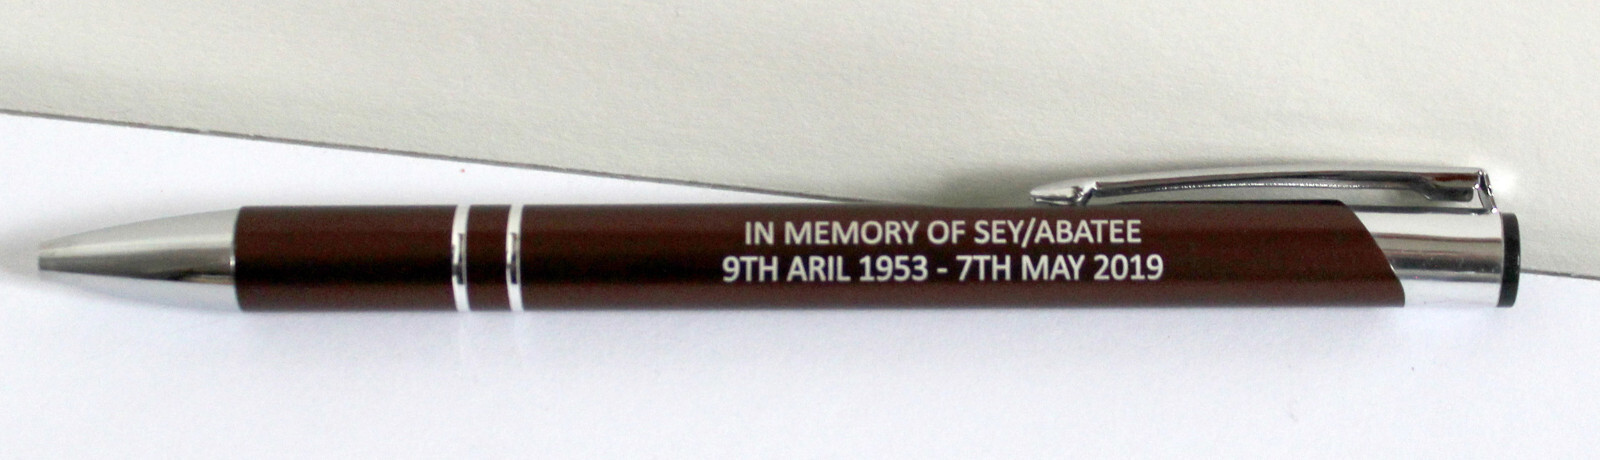 IN MEMORY OF SEY/ABATEE
9TH ARIL 1953 - 7TH MAY 2019